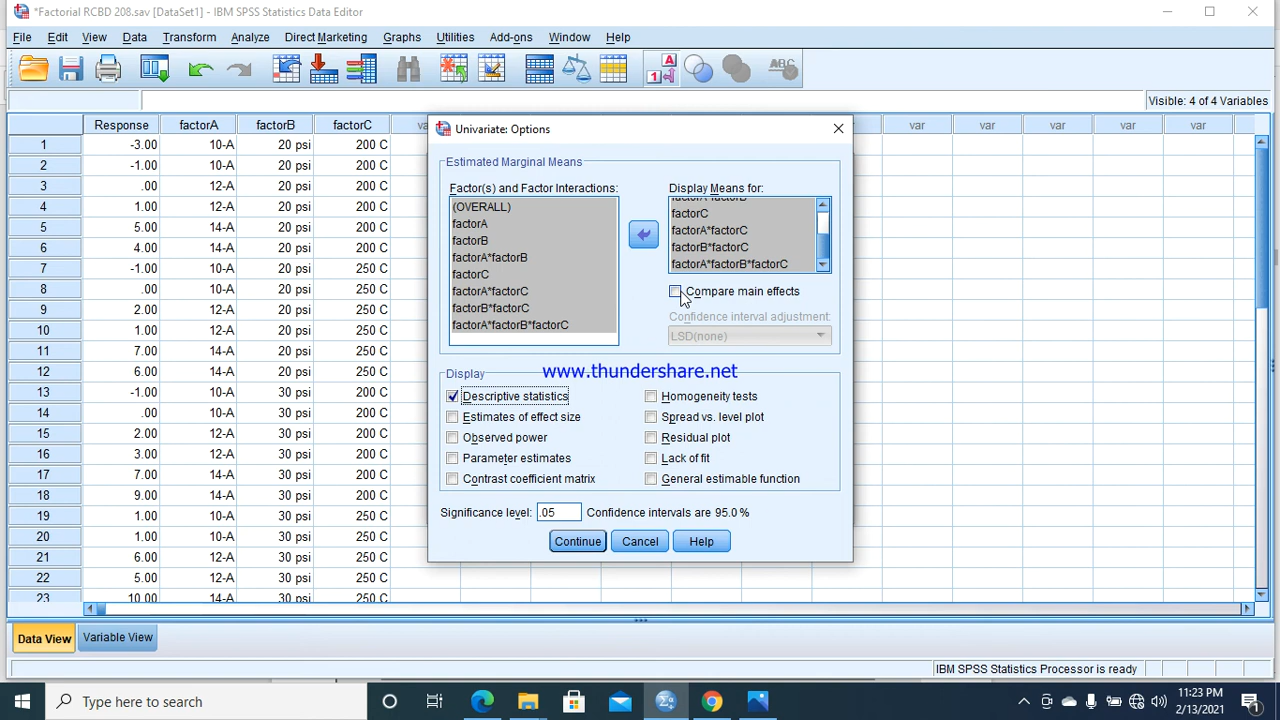 *Factorial RCBD 208.sav [DataSet1] - IBM SPSS Statistics Data Editor
File Edit View Data Transform Analyze Direct Marketing Graphs Utilities Add-ons Window Help
Visible: 4 of 4 Variables
Response factorA factorB factorC var var var var var
1 -3.00 10-A 20 psi 200 C
2 -1.00 10-A 20 psi 200 C
3 .00 12-A 20 psi 200 C
4 1.00 12-A 20 psi 200 C
5 5.00 14-A 20 psi 200 C
6 4.00 14-A 20 psi 200 C
7 -1.00 10-A 20 psi 250 C
8 .00 10-A 20 psi 250 C
9 2.00 12-A 20 psi 250 C
10 1.00 12-A 20 psi 250 C
11 7.00 14-A 20 psi 250 C
12 6.00 14-A 20 psi 250 C
13 -1.00 10-A 30 psi 200 C
14 .00 10-A 30 psi 200 C
15 2.00 12-A 30 psi 200 C
16 3.00 12-A 30 psi 200 C
17 7.00 14-A 30 psi 200 C
18 9.00 14-A 30 psi 200 C
19 1.00 10-A 30 psi 250 C
20 1.00 10-A 30 psi 250 C
21 6.00 12-A 30 psi 250 C
22 5.00 12-A 30 psi 250 C
23 10.00 14-A 30 psi 250 C
Univariate: Options
Estimated Marginal Means
Factor(s) and Factor Interactions:
(OVERALL)
factorA
factorB
factorA*factorB
factorC
factorA*factorC
factorB*factorC
factorA*factorB*factorC
Display Means for:
factorA*factorB
factorC
factorA*factorC
factorB*factorC
factorA*factorB*factorC
Compare main effects
Confidence interval adjustment:
LSD(none)
www.thundershare.net
Display
Descriptive statistics Homogeneity tests
Estimates of effect size Spread vs. level plot
Observed power Residual plot
Parameter estimates Lack of fit
Contrast coefficient matrix General estimable function
Significance level: .05 Confidence intervals are 95.0 %
Continue Cancel Help
Data View Variable View
IBM SPSS Statistics Processor is ready
Type here to search
11:23 PM
2/13/2021